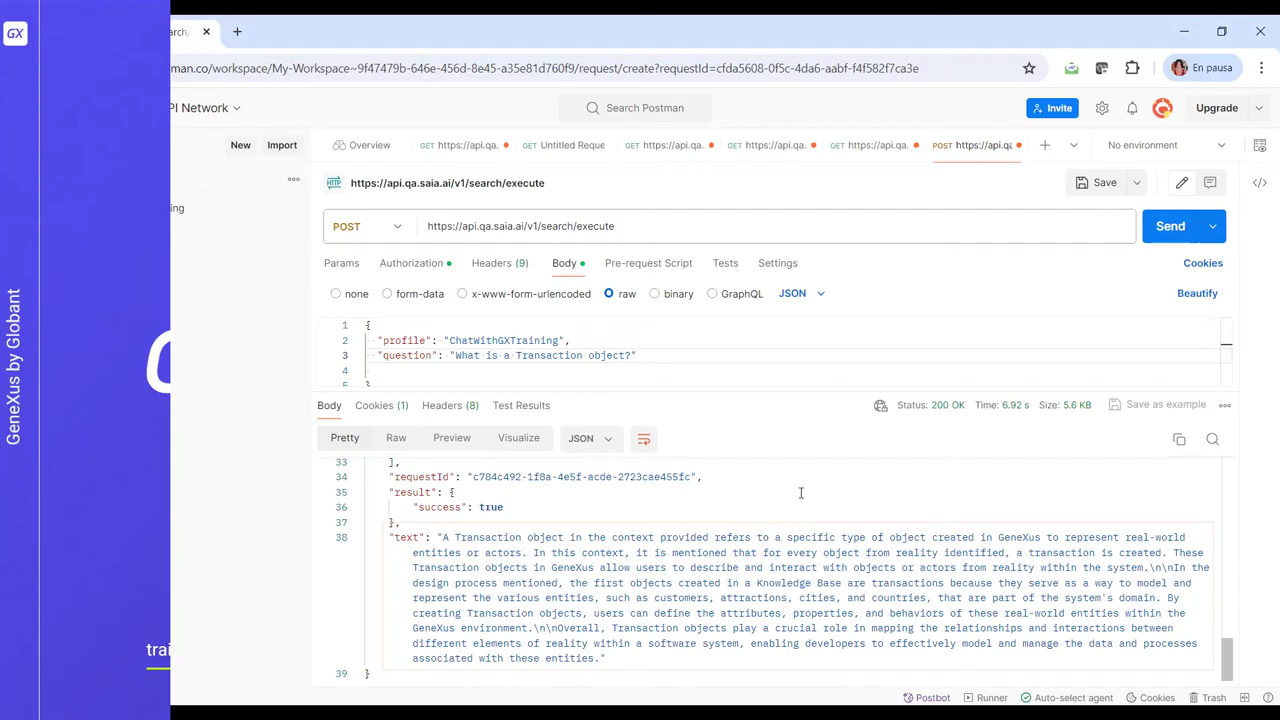 GX
GeneXus by Globant
trai
arch/
man.co/workspace/My-Workspace~9f47479b-646e-456d-8e45-a35e81d760f9/request/create?requestId=cfda5608-0f5c-4da6-aabf-f4f5f2f7ca3e
En pausa
PI Network
Search Postman
Invite
Upgrade
New
Import
Overview
GET https://api.qa.
GET Untitled Reque
GET https://api.qa.
GET https://api.qa.
GET https://api.qa.
POST https://api.qa
No environment
ing
HTTP
https://api.qa.saia.ai/v1/search/execute
Save
POST
https://api.qa.saia.ai/v1/search/execute
Send
Params
Authorization
Headers (9)
Body
Pre-request Script
Tests
Settings
Cookies
none
form-data
x-www-form-urlencoded
raw
binary
GraphQL
JSON
Beautify
1 {
2 "profile": "ChatWithGXTraining",
3 "question": "What is a Transaction object?"
4
5 }
Body
Cookies (1)
Headers (8)
Test Results
Status: 200 OK
Time: 6.92 s
Size: 5.6 KB
Save as example
Pretty
Raw
Preview
Visualize
JSON
33 ],
34 "requestId": "c784c492-1f8a-4e5f-acde-2723cae455fc",
35 "result": {
36 "success": true
37 },
38 "text": "A Transaction object in the context provided refers to a specific type of object created in GeneXus to represent real-world
entities or actors. In this context, it is mentioned that for every object from reality identified, a transaction is created. These
Transaction objects in GeneXus allow users to describe and interact with objects or actors from reality within the system.\n\nIn the
design process mentioned, the first objects created in a Knowledge Base are transactions because they serve as a way to model and
represent the various entities, such as customers, attractions, cities, and countries, that are part of the system's domain. By
creating Transaction objects, users can define the attributes, properties, and behaviors of these real-world entities within the
GeneXus environment.\n\nOverall, Transaction objects play a crucial role in mapping the relationships and interactions between
different elements of reality within a software system, enabling developers to effectively model and manage the data and processes
associated with these entities."
39 }
Postbot
Runner
Auto-select agent
Cookies
Trash